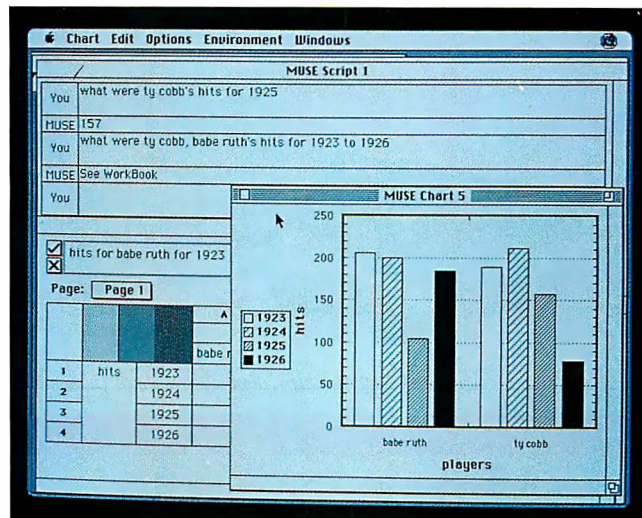 Chart Edit Options Environment Windows
MUSE Script 1
You what were ty cobb's hits for 1925
MUSE 157
You what were ty cobb, babe ruth's hits for 1923 to 1926
MUSE See WorkBook
You
hits for babe ruth for 1923
Page: Page 1
A
babe r
1 hits 1923
2 1924
3 1925
4 1926
MUSE Chart 5
250
200
150
100
50
0
hits
1923
1924
1925
1926
babe ruth ty cobb
players